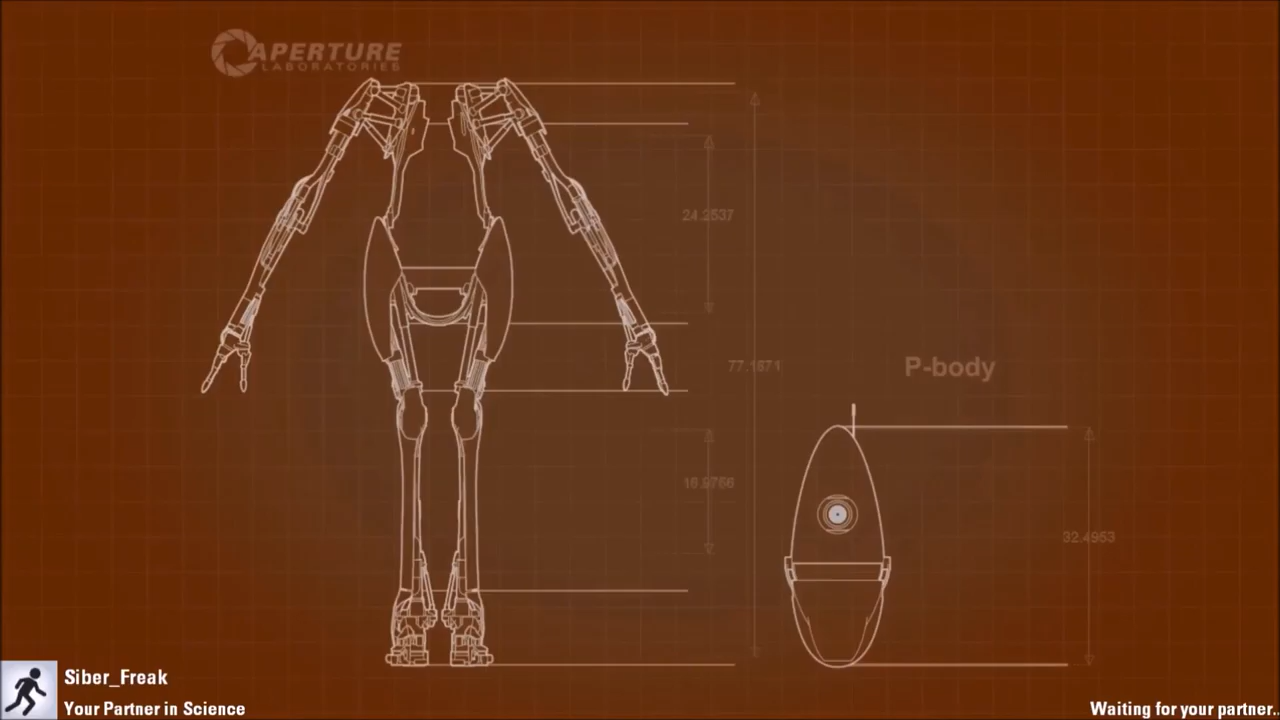 APERTURE
LABORATORIES
24.2537
77.1871
P-body
16.9766
32.4953
Siber_Freak
Your Partner in Science
Waiting for your partner..